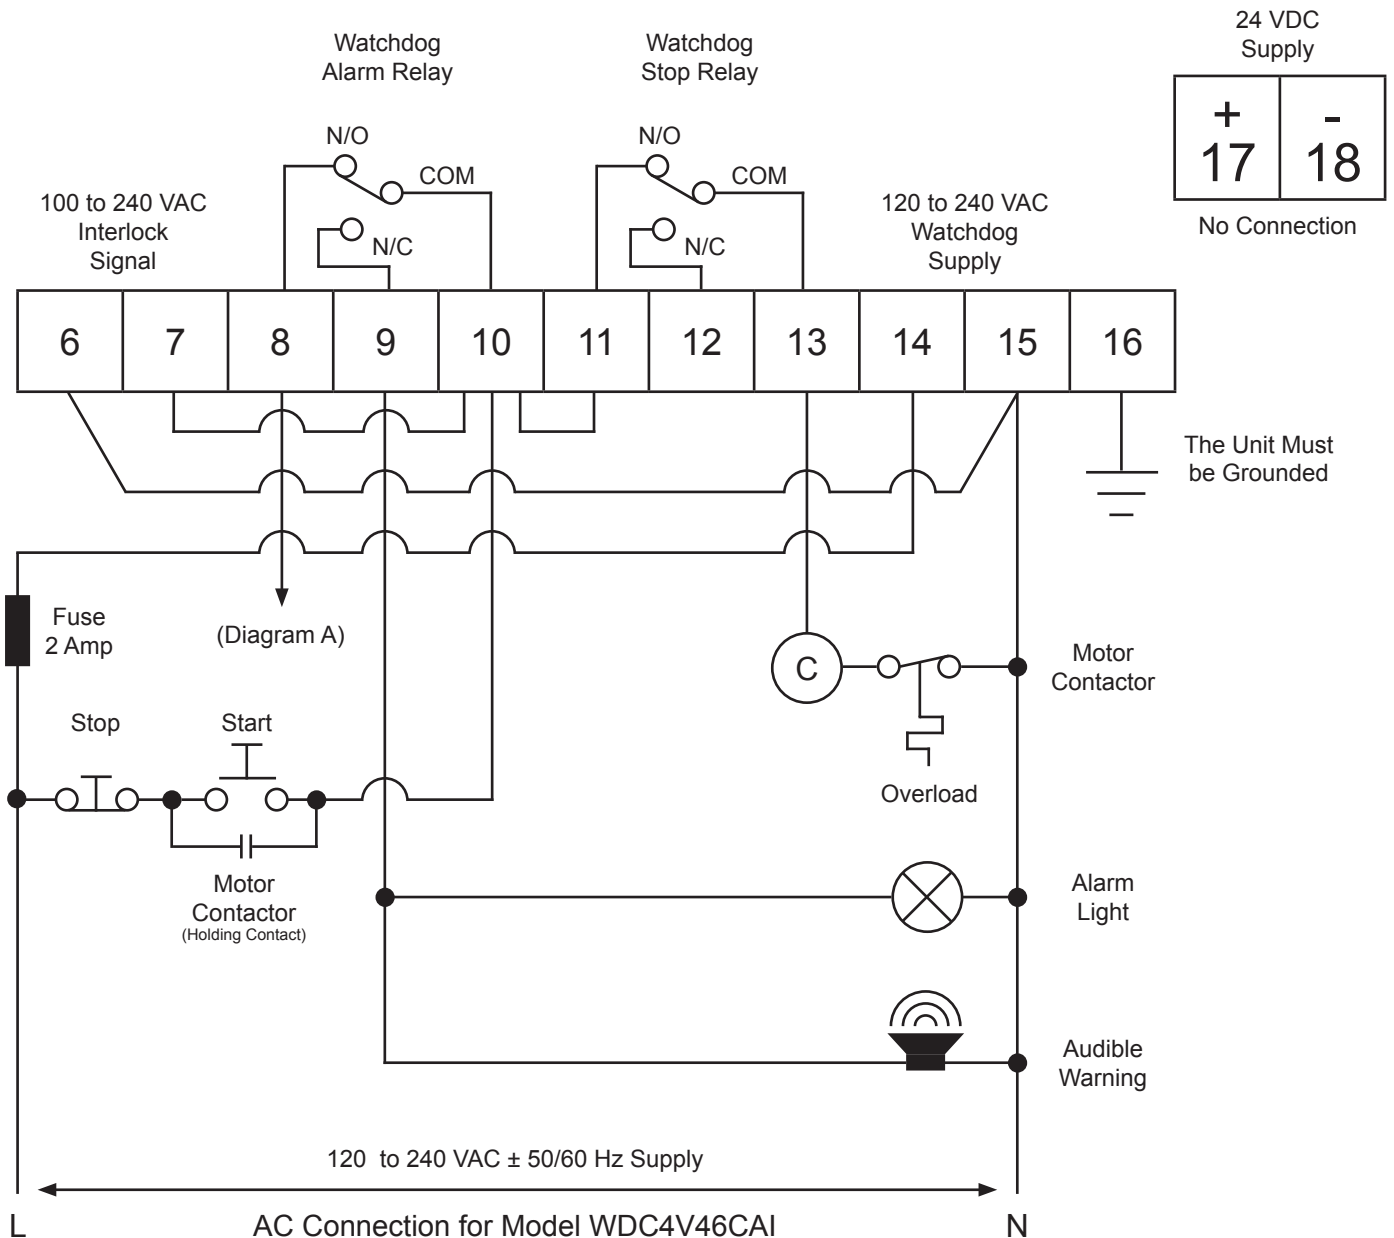 24 VDC
Supply
+ -
17 18
No Connection
Watchdog
Alarm Relay
Watchdog
Stop Relay
N/O
COM
N/C
N/O
COM
N/C
100 to 240 VAC
Interlock
Signal
120 to 240 VAC
Watchdog
Supply
6 7 8 9 10 11 12 13 14 15 16
The Unit Must
be Grounded
Fuse
2 Amp
(Diagram A)
C
Motor
Contactor
Overload
Stop
Start
Motor
Contactor
(Holding Contact)
Alarm
Light
Audible
Warning
120 to 240 VAC ± 50/60 Hz Supply
L
AC Connection for Model WDC4V46CAI
N